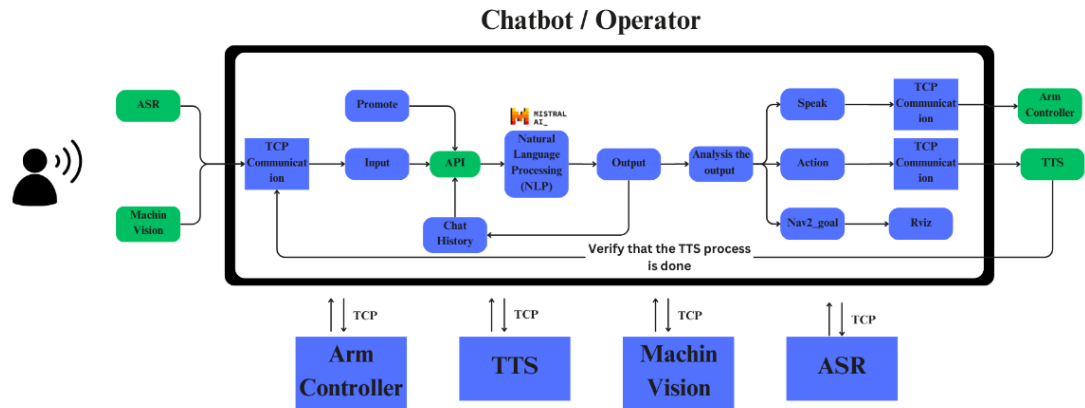 Chatbot / Operator
ASR
Machin
Vision
TCP
Communicat
ion
Promote
Input
API
MISTRAL
AI_
Natural
Language
Processing
(NLP)
Chat
History
Output
Analysis the
output
Speak
Action
Nav2_goal
TCP
Communicat
ion
TCP
Communicat
ion
Rviz
Arm
Controller
TTS
Verify that the TTS process
is done
TCP
TCP
TCP
TCP
Arm
Controller
TTS
Machin
Vision
ASR